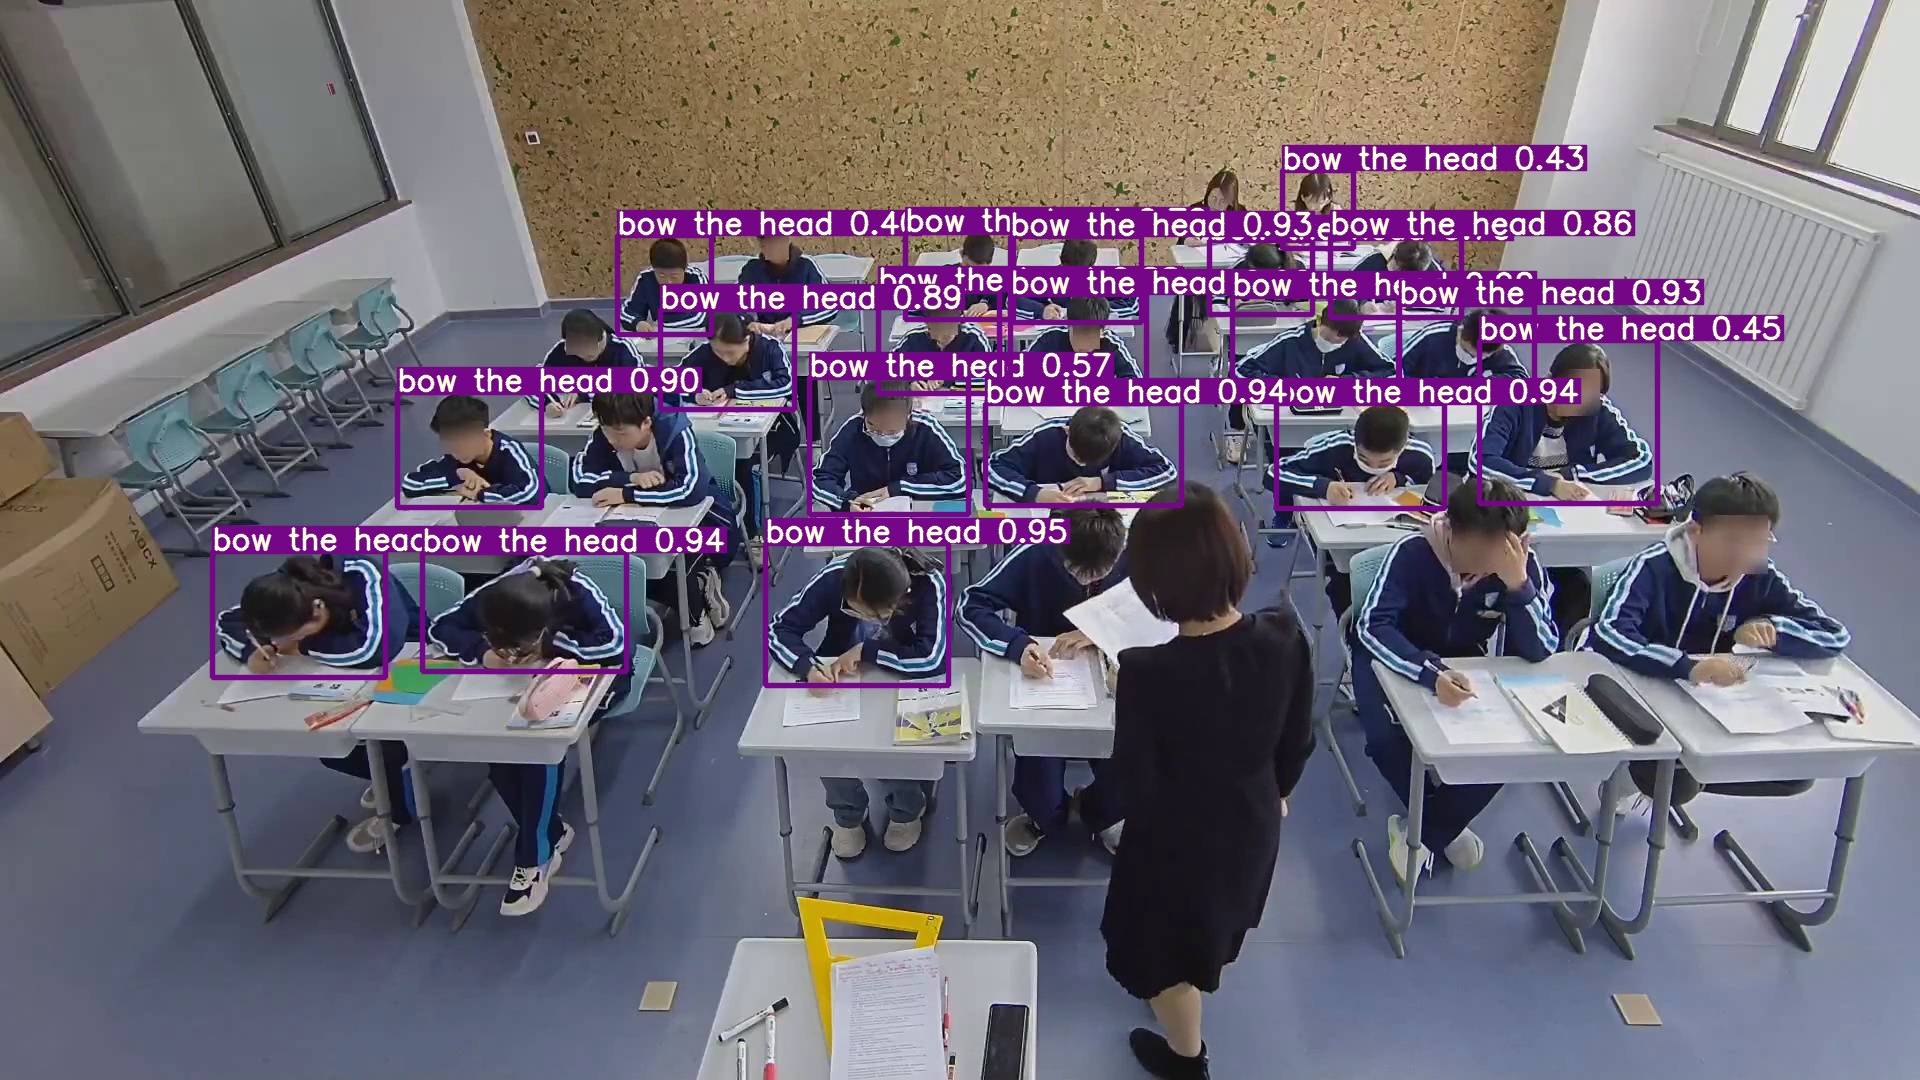 bow the head 0.43
bow the head 0.4
bow th
bow the head 0.93
bow the head 0.86
bow the
bow the head
bow the h
bow the head 0.93
bow the head 0.89
bow the head 0.45
bow the head 0.57
bow the head 0.90
bow the head 0.94
bow the head 0.94
bow the head 0.94
bow the head 0.95
bow the head